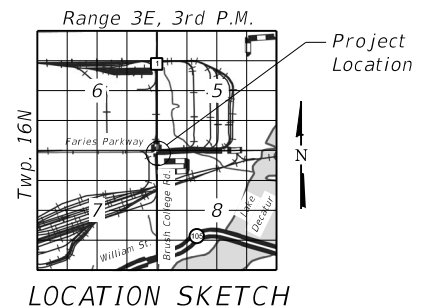 Range 3E, 3rd P.M.
Project
Location
1
6
5
Twp. 16N
Faries Parkway
N
Brush College Rd.
7
8
Lake
Decatur
105
William St.
LOCATION SKETCH